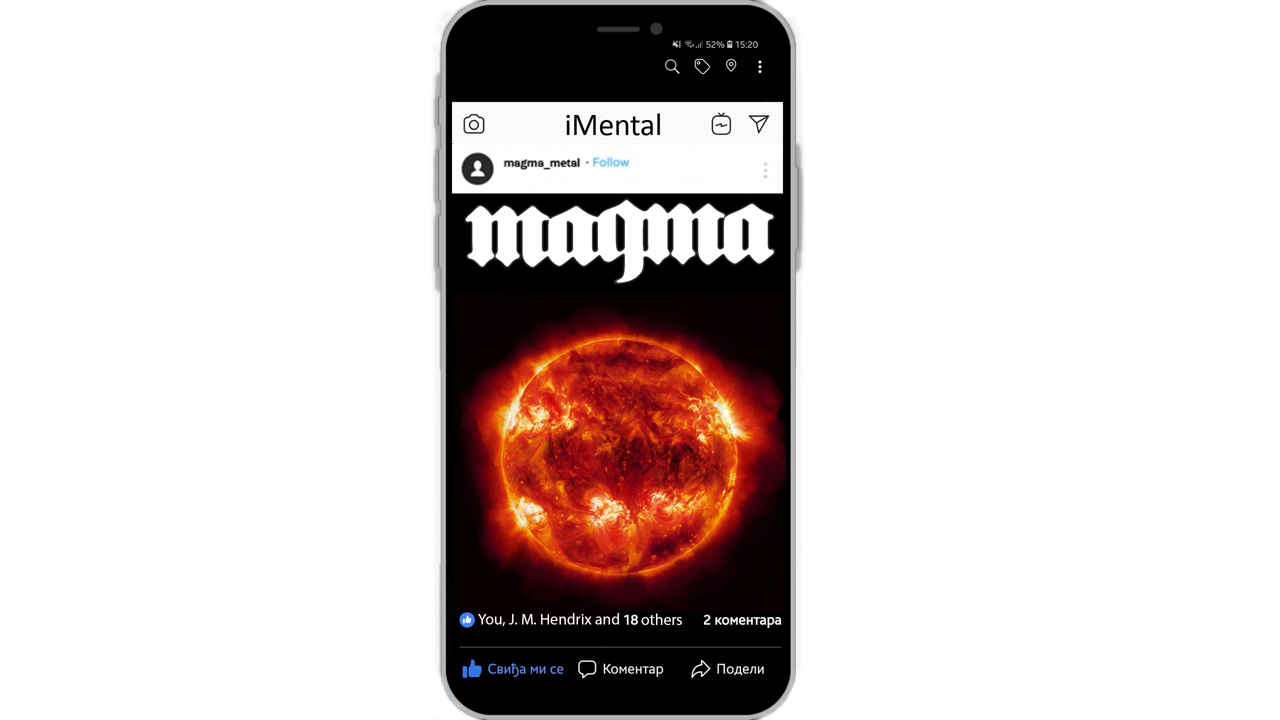 52% 15:20
iMental
magma_metal · Follow
magma
You, J. M. Hendrix and 18 others 2 коментара
Свиђа ми се Коментар Подели